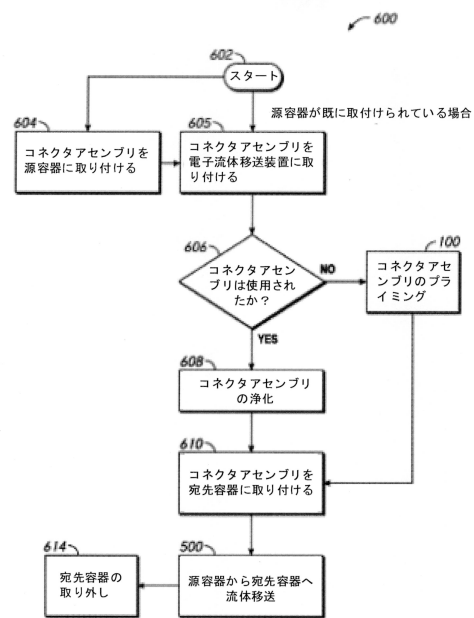 600
602
スタート
源容器が既に取付けられている場合
604
コネクタアセンブリを
源容器に取り付ける
605
コネクタアセンブリを
電子流体移送装置に取
り付ける
606
コネクタアセン
ブリは使用され
たか？
NO
100
コネクタアセ
ンブリのプラ
イミング
YES
608
コネクタアセンブリ
の浄化
610
コネクタアセンブリを
宛先容器に取り付ける
614
宛先容器の
取り外し
500
源容器から宛先容器へ
流体移送